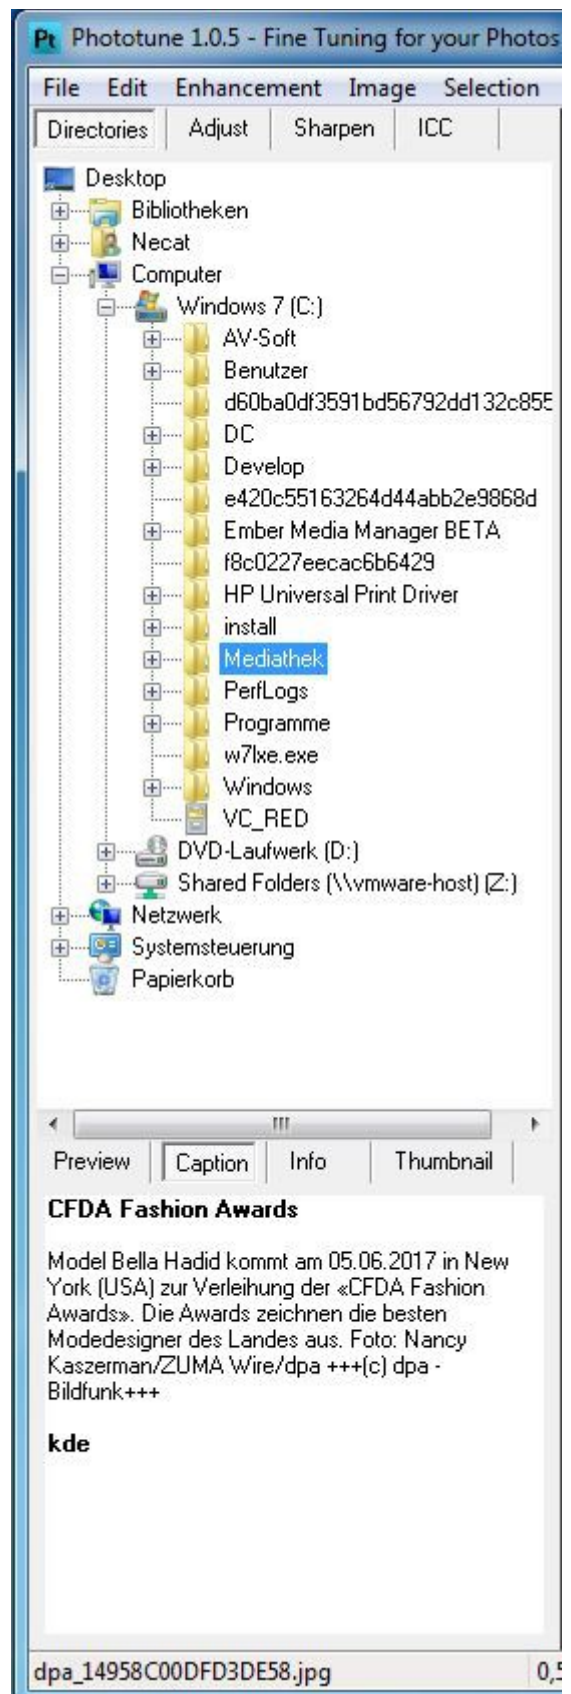 Pt Phototune 1.0.5 - Fine Tuning for your Photos
File Edit Enhancement Image Selection
Directories Adjust Sharpen ICC
Desktop
Bibliotheken
Necat
Computer
Windows 7 (C:)
AV-Soft
Benutzer
d60ba0df3591bd56792dd132c855
DC
Develop
e420c55163264d44abb2e9868d
Ember Media Manager BETA
f8c0227eecac6b6429
HP Universal Print Driver
install
Mediathek
PerfLogs
Programme
w7lxe.exe
Windows
VC_RED
DVD-Laufwerk (D:)
Shared Folders (\\vmware-host) (Z:)
Netzwerk
Systemsteuerung
Papierkorb
Preview Caption Info Thumbnail
CFDA Fashion Awards
Model Bella Hadid kommt am 05.06.2017 in New
York (USA) zur Verleihung der «CFDA Fashion
Awards». Die Awards zeichnen die besten
Modedesigner des Landes aus. Foto: Nancy
Kaszerman/ZUMA Wire/dpa +++(c) dpa -
Bildfunk+++
kde
dpa_14958C00DFD3DE58.jpg 0,5